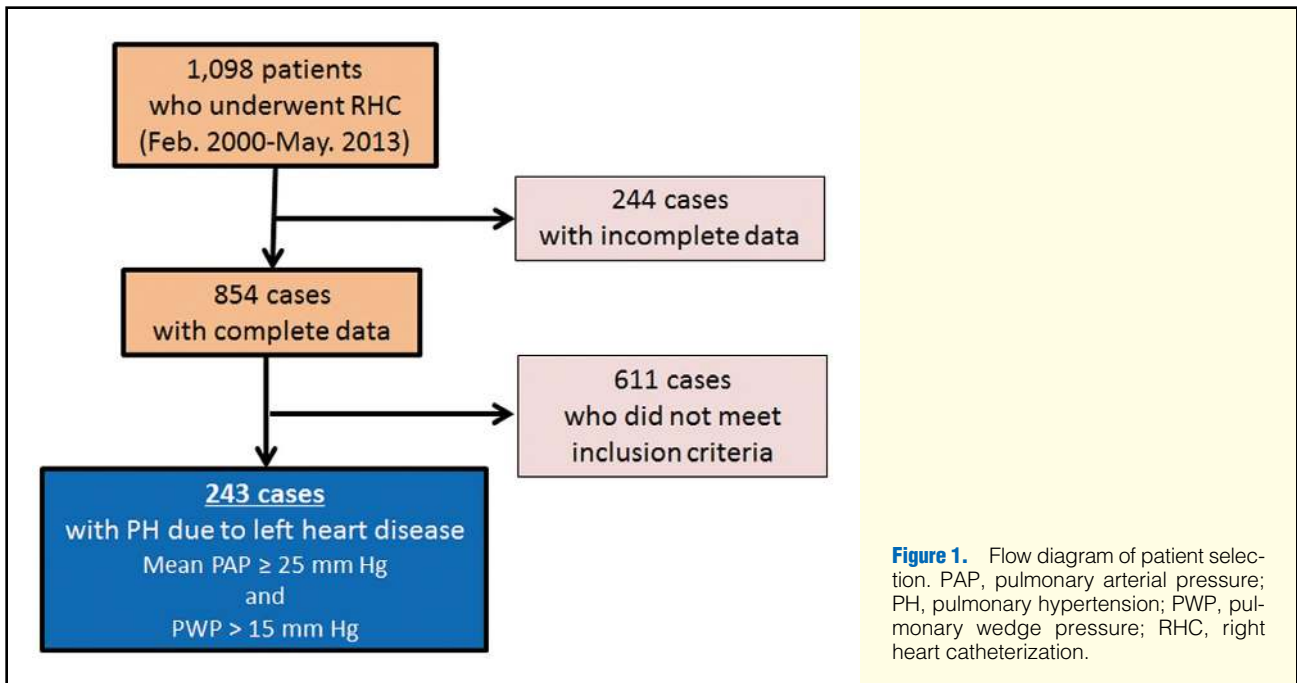 1,098 patients
who underwent RHC
(Feb. 2000-May. 2013)
244 cases
with incomplete data
854 cases
with complete data
611 cases
who did not meet
inclusion criteria
243 cases
with PH due to left heart disease
Mean PAP ≥ 25 mm Hg
and
PWP > 15 mm Hg
Figure 1. Flow diagram of patient selec-
tion. PAP, pulmonary arterial pressure;
PH, pulmonary hypertension; PWP, pul-
monary wedge pressure; RHC, right
heart catheterization.